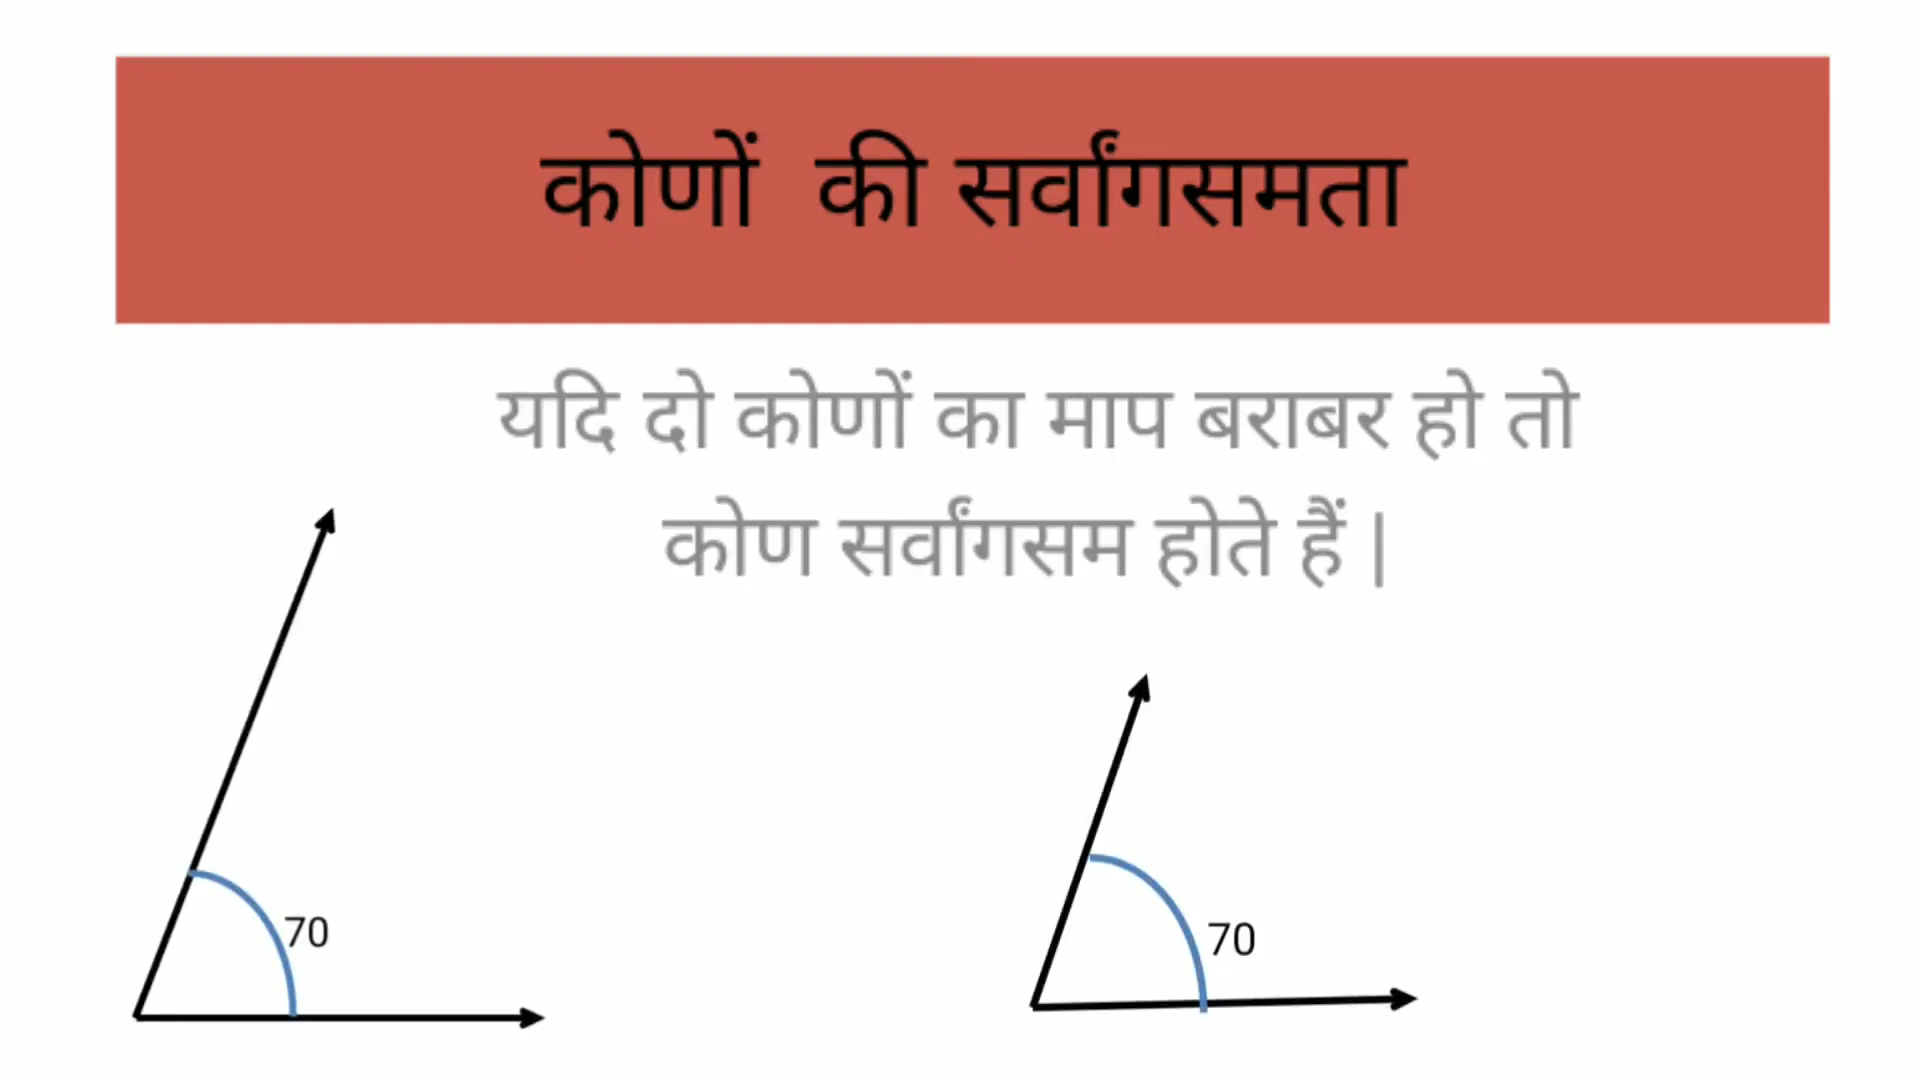 कोणों की सर्वांगसमता
यदि दो कोणों का माप बराबर हो तो
कोण सर्वांगसम होते हैं |
70
70